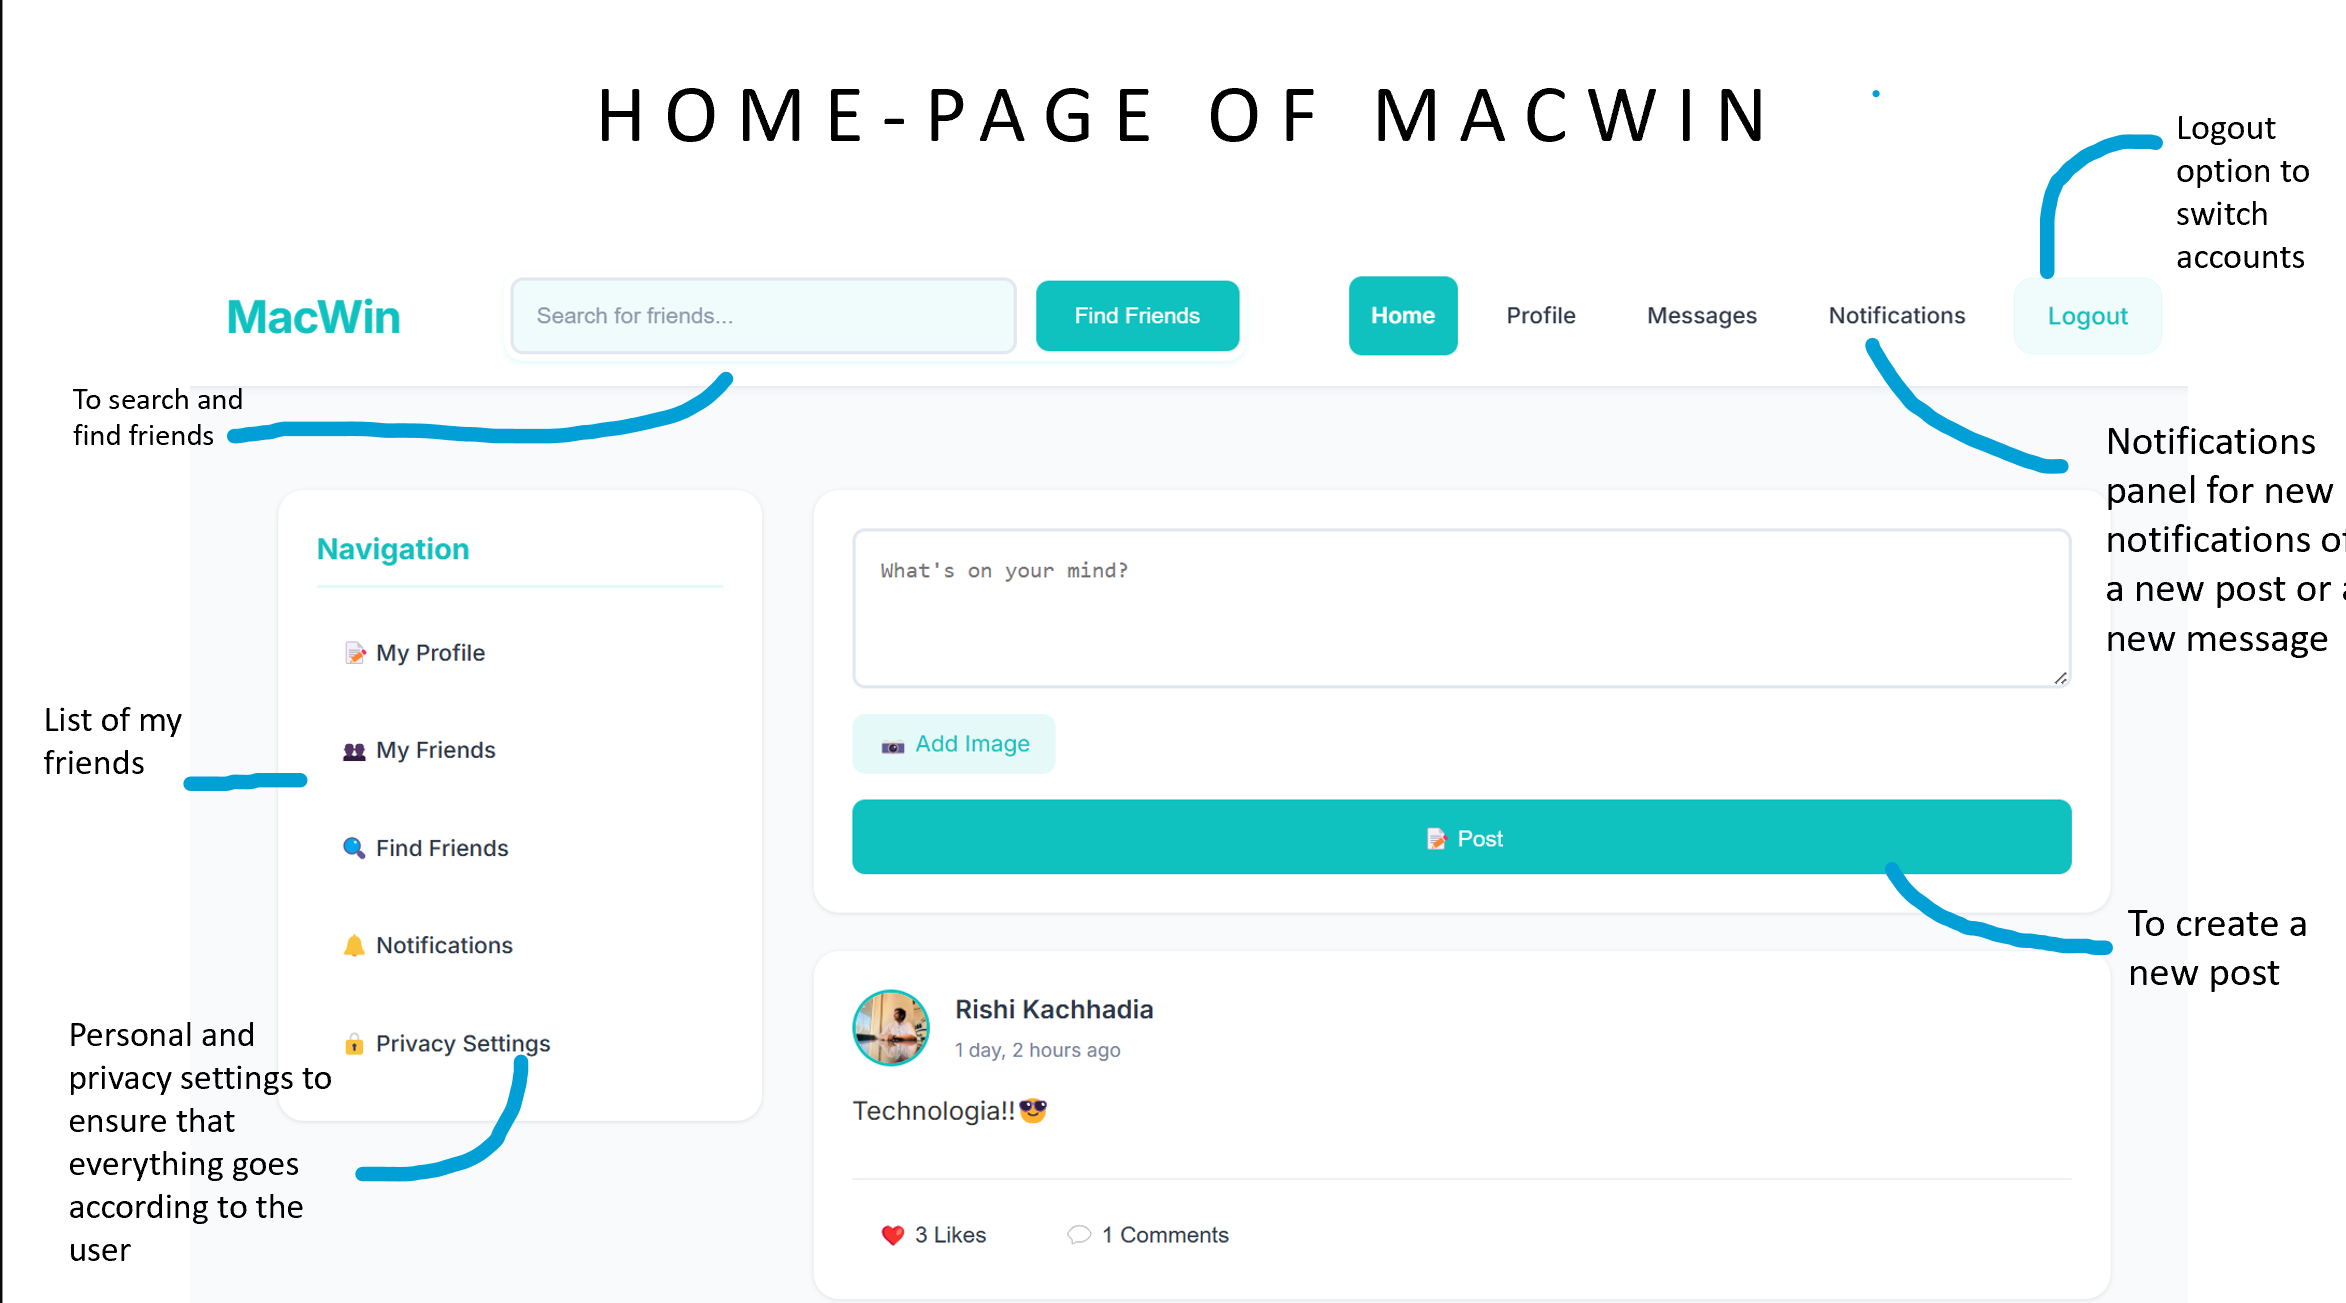 HOME-PAGE OF MACWIN
Logout
option to
switch
accounts
MacWin
Search for friends...
Find Friends
Home
Profile
Messages
Notifications
Logout
To search and
find friends
Notifications
panel for new
notifications of
a new post or a
new message
Navigation
My Profile
My Friends
Find Friends
Notifications
Privacy Settings
List of my
friends
Personal and
privacy settings to
ensure that
everything goes
according to the
user
What's on your mind?
Add Image
Post
To create a
new post
Rishi Kachhadia
1 day, 2 hours ago
Technologia!!😎
❤️ 3 Likes
💬 1 Comments